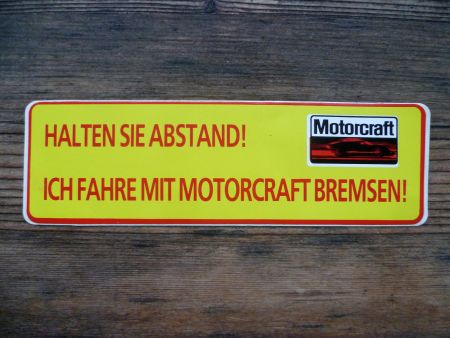 HALTEN SIE ABSTAND!
Motorcraft
ICH FAHRE MIT MOTORCRAFT BREMSEN!